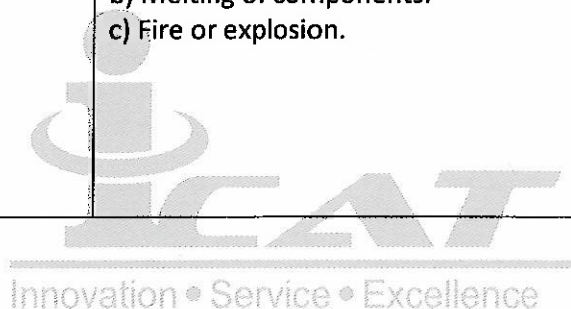 c) Fire or explosion.
iCAT
Innovation • Service • Excellence